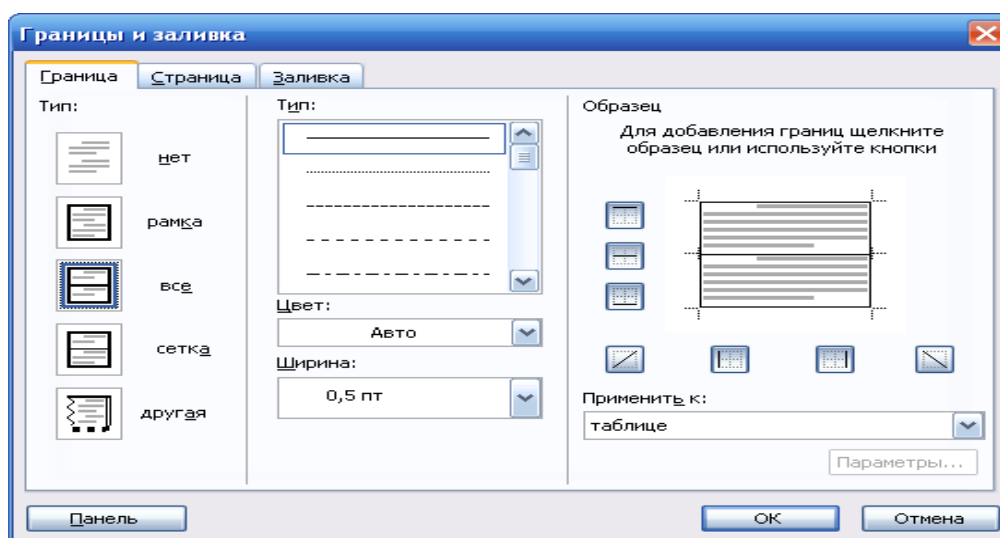 Границы и заливка
Граница
Страница
Заливка
Тип:
нет
рамка
все
сетка
другая
Тип:
Цвет:
Авто
Ширина:
0,5 пт
Образец
Для добавления границ щелкните
образец или используйте кнопки
Применить к:
таблице
Параметры...
Панель
ОК
Отмена